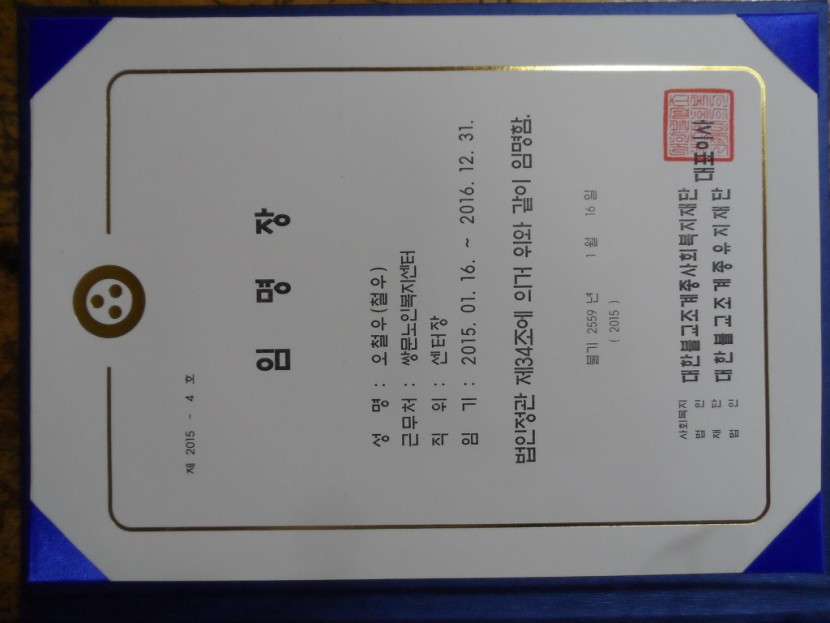 제 2015 - 4 호
임 명 장
성 명 : 오철우(철우)
근무처 : 쌍문노인복지센터
직 위 : 센터장
임 기 : 2015. 01. 16. ~ 2016. 12. 31.
법인정관 제34조에 의거 위와 같이 임명함.
불기 2559 년 1 월 16 일
( 2015 )
사회복지법인 대한불교조계종사회복지재단
재단법인 대한불교조계종유지재단
대표이사